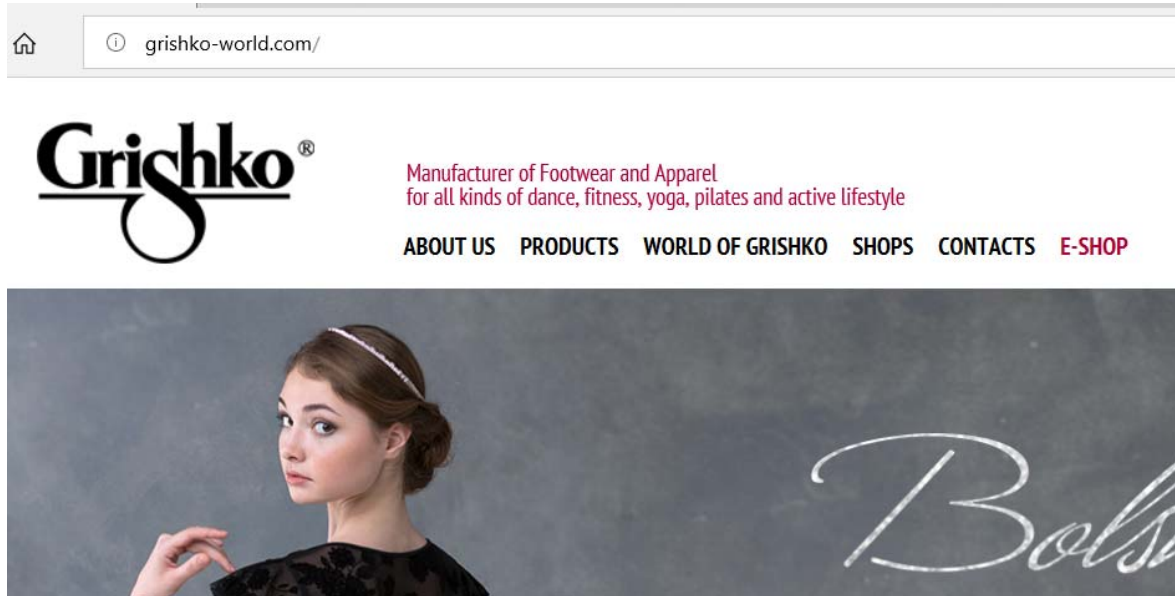 grishko-world.com/
Grishko®
Manufacturer of Footwear and Apparel
for all kinds of dance, fitness, yoga, pilates and active lifestyle
ABOUT US PRODUCTS WORLD OF GRISHKO SHOPS CONTACTS E-SHOP